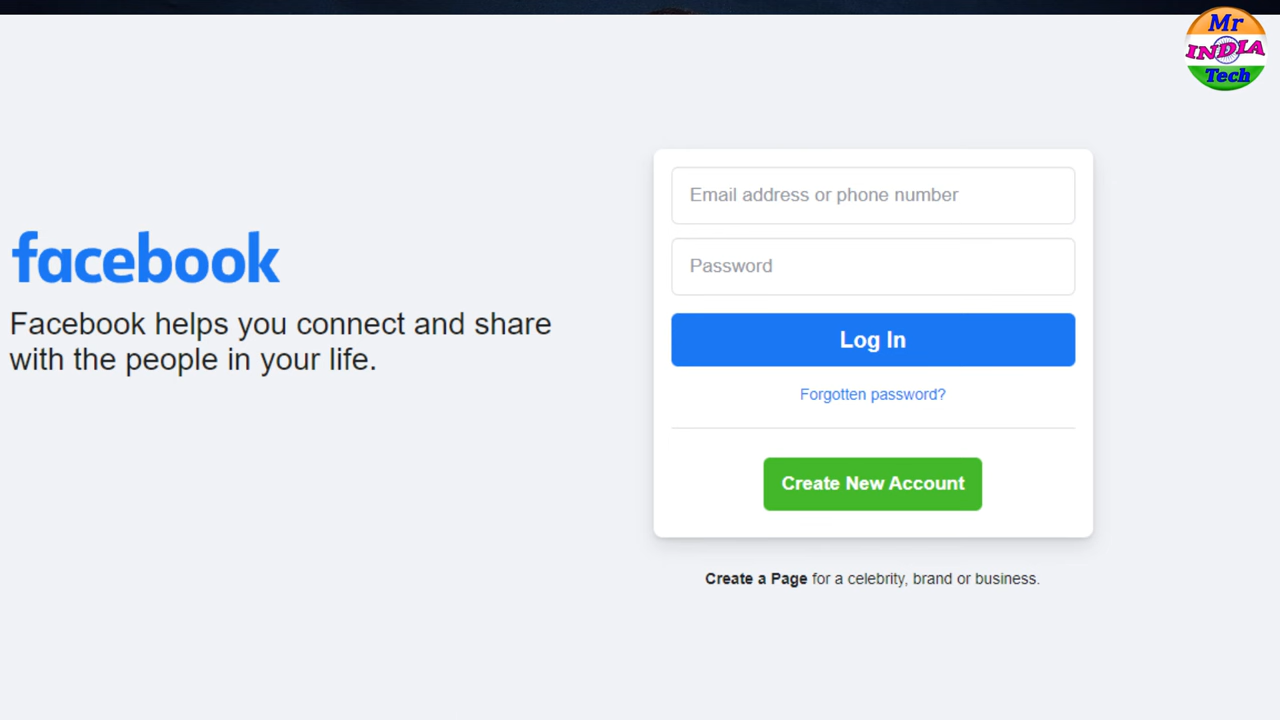 Mr
INDIA
Tech
Email address or phone number
Password
facebook
Facebook helps you connect and share
with the people in your life.
Log In
Forgotten password?
Create New Account
Create a Page for a celebrity, brand or business.